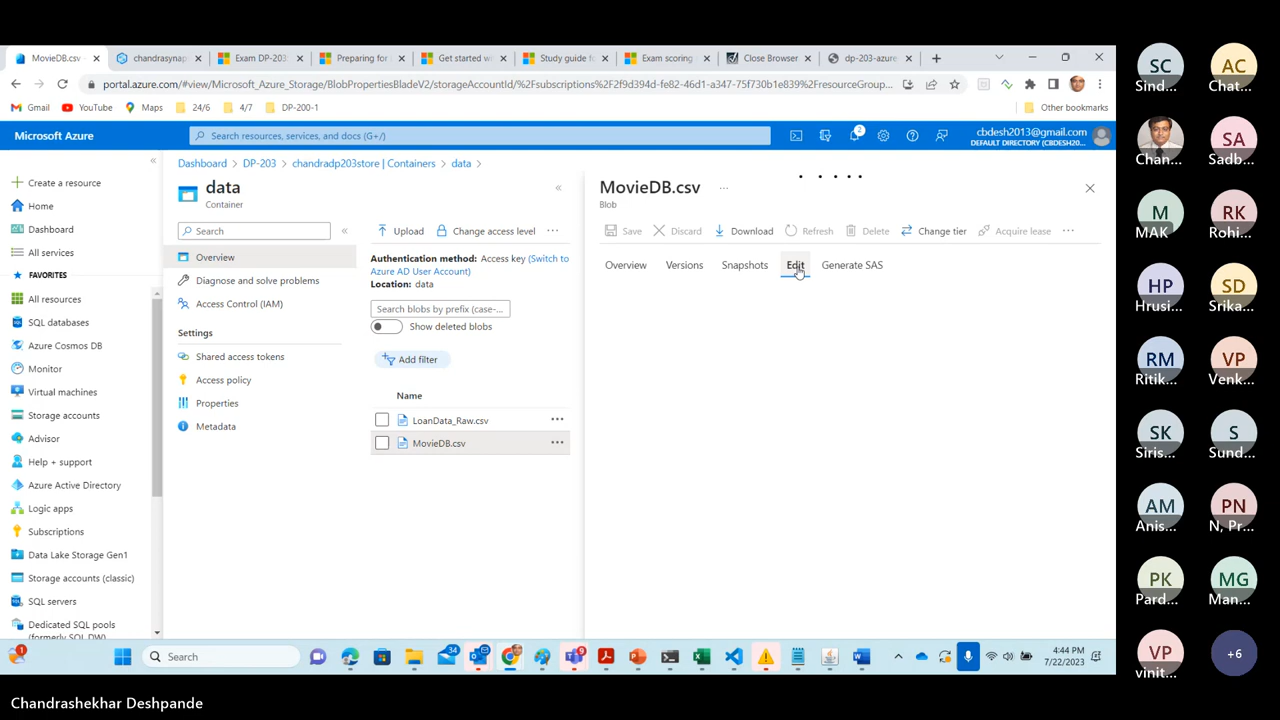 MovieDB.csv -
chandrasynap
Exam DP-203:
Preparing for
Get started wi
Study guide fo
Exam scoring
Close Browser
dp-203-azure
portal.azure.com/#view/Microsoft_Azure_Storage/BlobPropertiesBladeV2/storageAccountId/%2Fsubscriptions%2F2f9d394d-fe82-46d1-a347-75f730b1e839%2FresourceGroup...
Gmail
YouTube
Maps
24/6
4/7
DP-200-1
Other bookmarks
Microsoft Azure
Search resources, services, and docs (G+/)
2
cbdesh2013@gmail.com
DEFAULT DIRECTORY (CBDESH20...
Dashboard > DP-203 > chandradp203store | Containers > data >
Create a resource
Home
Dashboard
All services
FAVORITES
All resources
SQL databases
Azure Cosmos DB
Monitor
Virtual machines
Storage accounts
Advisor
Help + support
Azure Active Directory
Logic apps
Subscriptions
Data Lake Storage Gen1
Storage accounts (classic)
SQL servers
Dedicated SQL pools
(formerly SQL DW)
data
Container
Search
Overview
Diagnose and solve problems
Access Control (IAM)
Settings
Shared access tokens
Access policy
Properties
Metadata
Upload
Change access level
Authentication method: Access key (Switch to
Azure AD User Account)
Location: data
Search blobs by prefix (case-...
Show deleted blobs
Add filter
Name
LoanData_Raw.csv
MovieDB.csv
MovieDB.csv
Blob
Save
Discard
Download
Refresh
Delete
Change tier
Acquire lease
Overview
Versions
Snapshots
Edit
Generate SAS
1
Search
34
9
4:44 PM
7/22/2023
SC
Sind...
AC
Chat...
Chan...
SA
Sadb...
M
MAK
RK
Rohi...
HP
Hrusi...
SD
Srika...
RM
Ritik...
VP
Venk...
SK
Siris...
S
Sund...
AM
Anis...
PN
N, Pr...
PK
Pard...
MG
Man...
VP
vinit...
+6
Chandrashekhar Deshpande